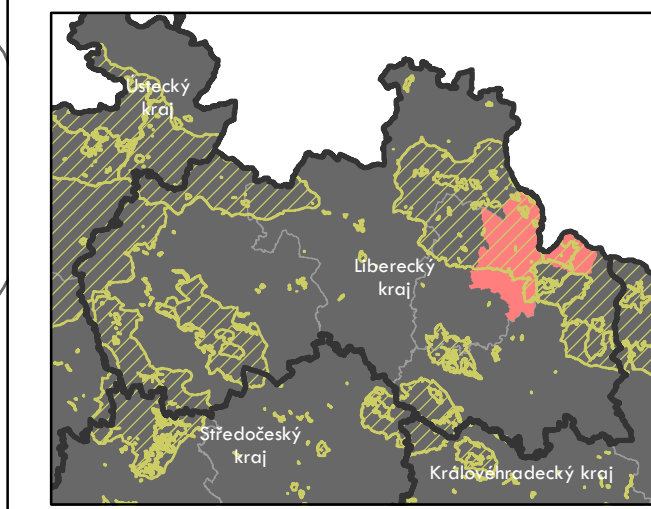 Ústecký
kraj
Liberecký
kraj
Středočeský
kraj
Královéhradecký kraj